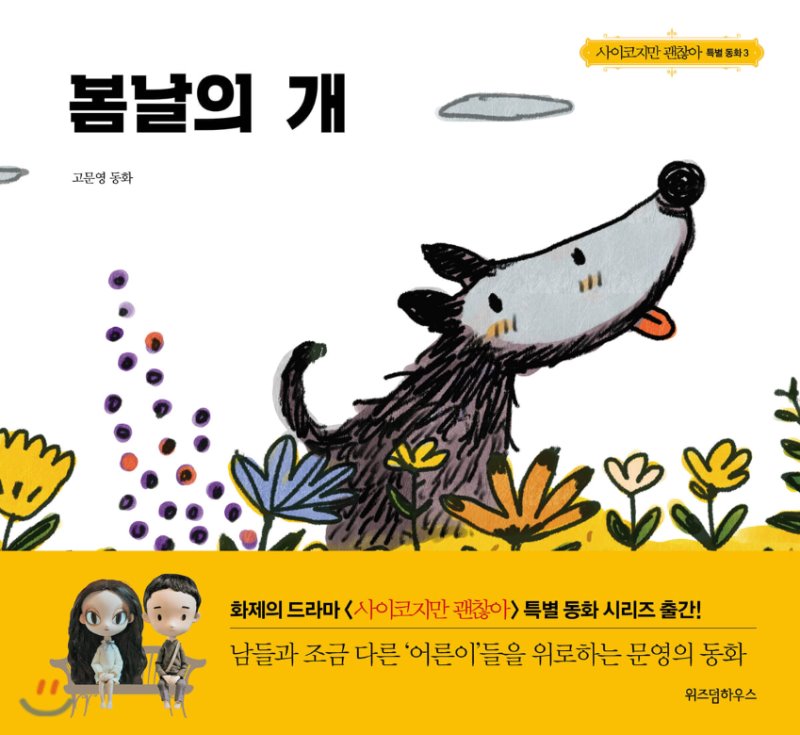 사이코지만 괜찮아 특별 동화 3
봄날의 개
고문영 동화
화제의 드라마 〈사이코지만 괜찮아〉 특별 동화 시리즈 출간!
남들과 조금 다른 ‘어른이’들을 위로하는 문영의 동화
위즈덤하우스